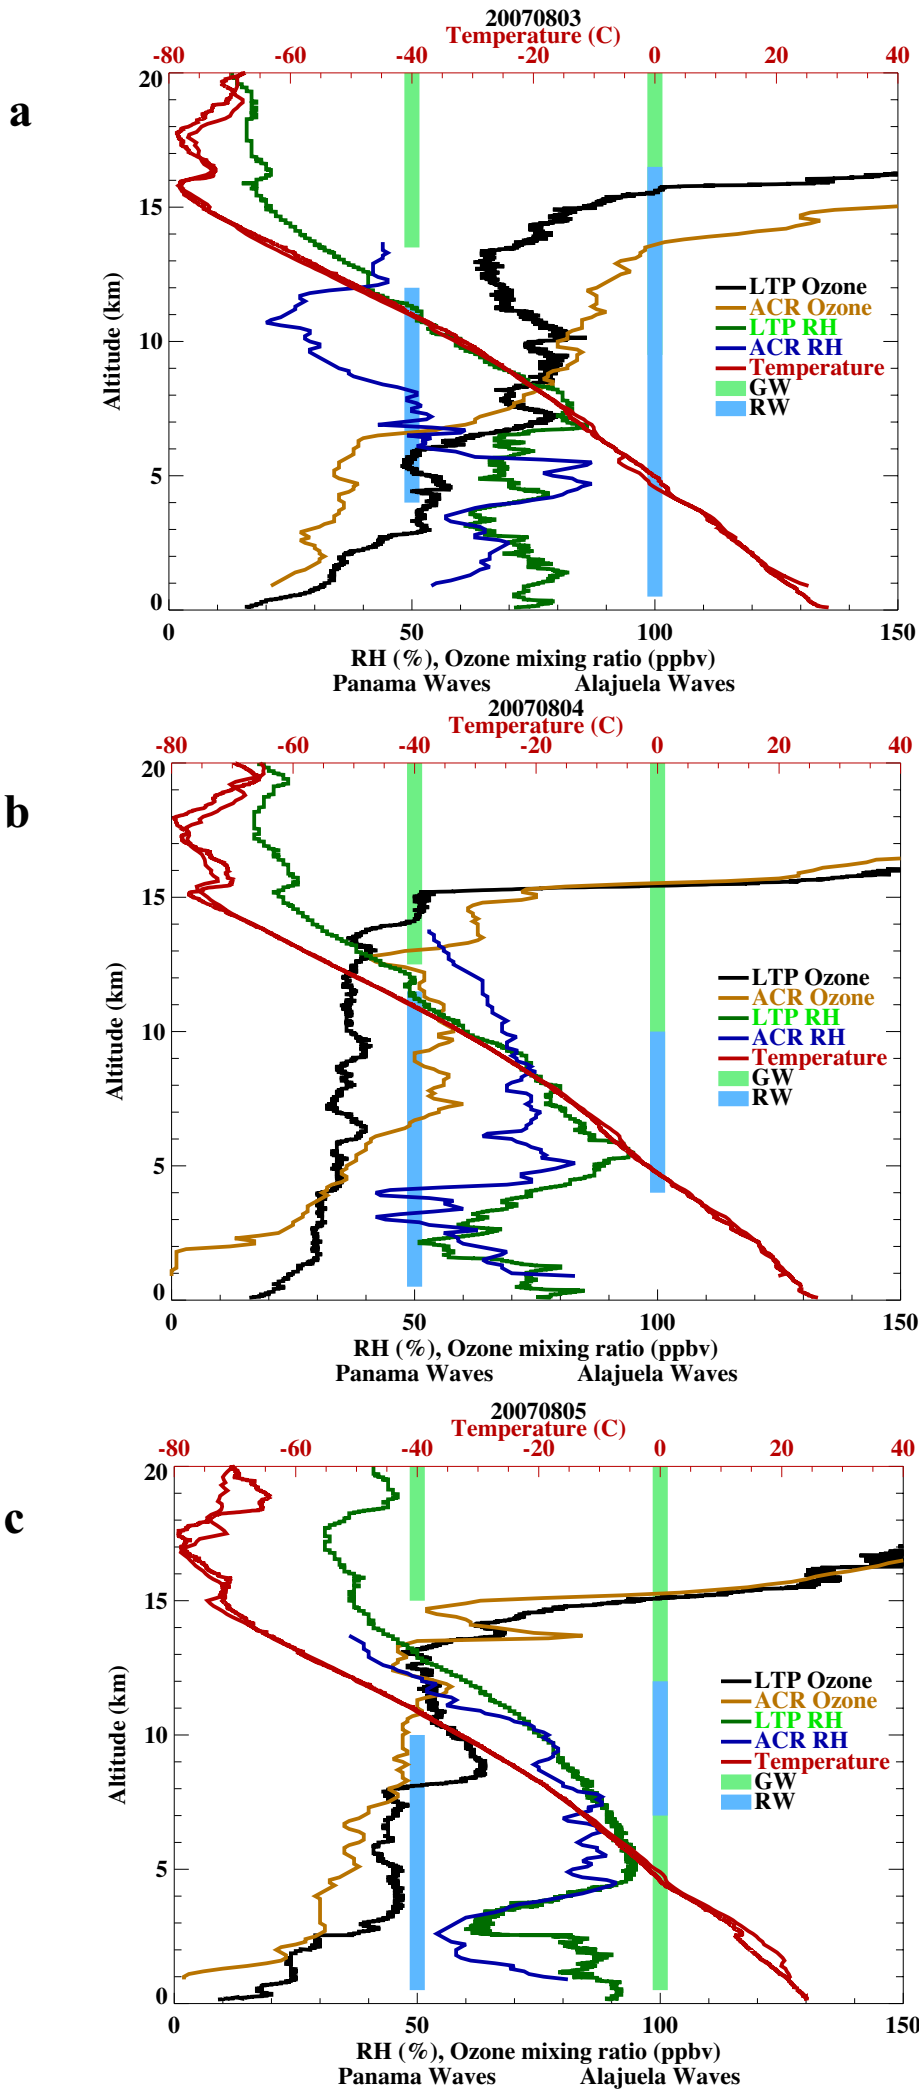 20070803
Temperature (C)
-80 -60 -40 -20 0 20 40
a
20
15
10
5
0
Altitude (km)
LTP Ozone
ACR Ozone
LTP RH
ACR RH
Temperature
GW
RW
0 50 100 150
RH (%), Ozone mixing ratio (ppbv)
Panama Waves Alajuela Waves
20070804
Temperature (C)
-80 -60 -40 -20 0 20 40
b
20
15
10
5
0
Altitude (km)
LTP Ozone
ACR Ozone
LTP RH
ACR RH
Temperature
GW
RW
0 50 100 150
RH (%), Ozone mixing ratio (ppbv)
Panama Waves Alajuela Waves
20070805
Temperature (C)
-80 -60 -40 -20 0 20 40
c
20
15
10
5
0
Altitude (km)
LTP Ozone
ACR Ozone
LTP RH
ACR RH
Temperature
GW
RW
0 50 100 150
RH (%), Ozone mixing ratio (ppbv)
Panama Waves Alajuela Waves